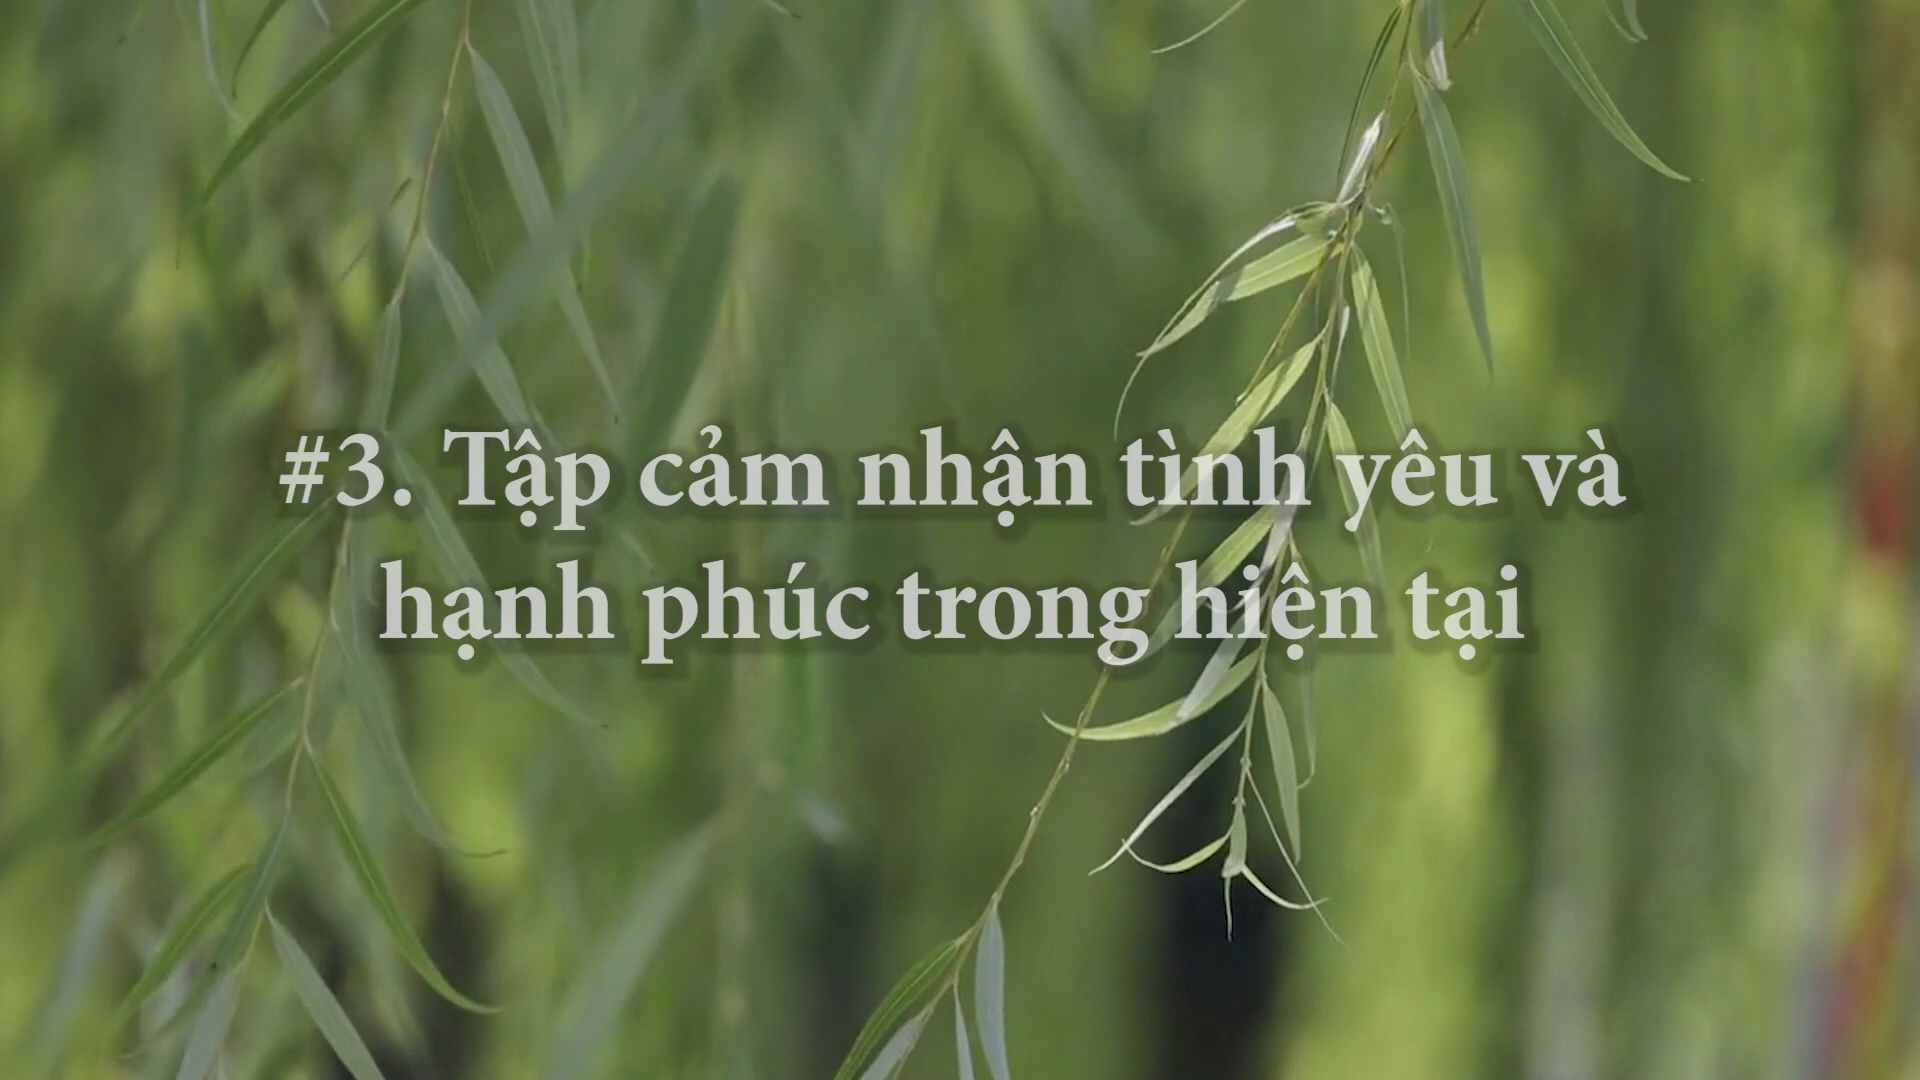 #3. Tập cảm nhận tình yêu và
hạnh phúc trong hiện tại